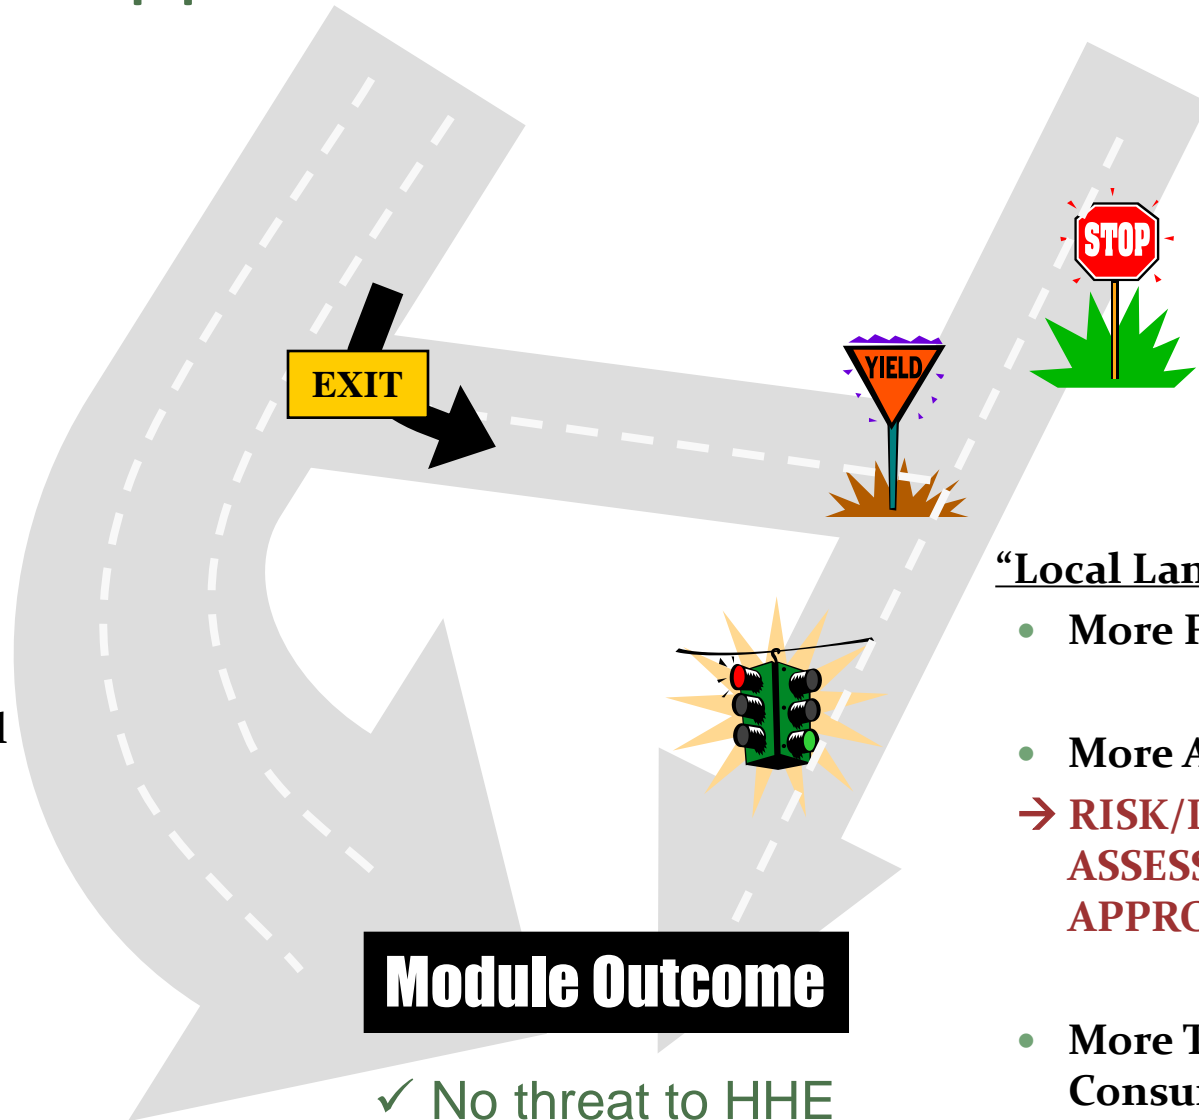 STOP
YIELD
EXIT
“Local Lan
• More
• More
→ RISK/
ASSESS
APPRO
Module Outcome
• More
Consu
✓ No threat to HHE